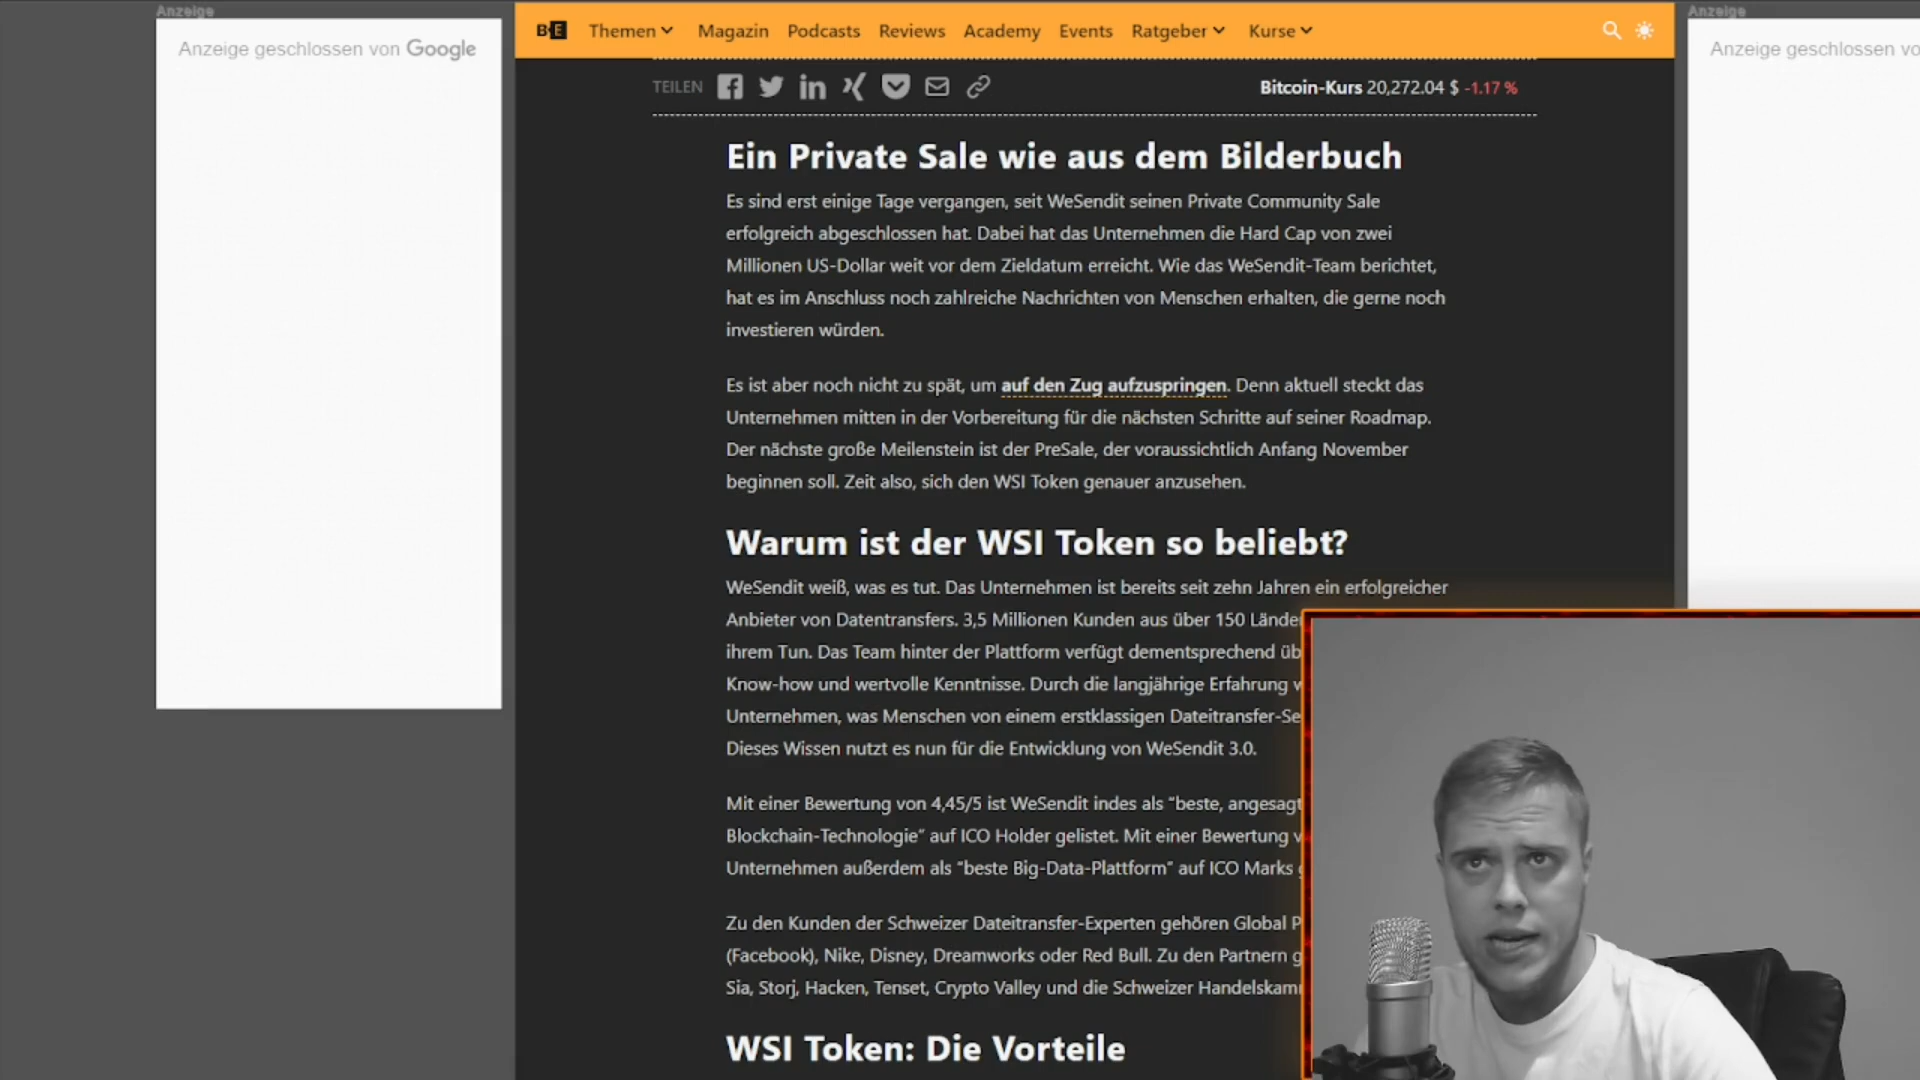 Anzeige
Anzeige geschlossen von Google
B·E Themen Magazin Podcasts Reviews Academy Events Ratgeber Kurse
Anzeige
Anzeige geschlossen
TEILEN
Bitcoin-Kurs 20,272.04 $ -1.17 %
Ein Private Sale wie aus dem Bilderbuch
Es sind erst einige Tage vergangen, seit WeSendit seinen Private Community Sale
erfolgreich abgeschlossen hat. Dabei hat das Unternehmen die Hard Cap von zwei
Millionen US-Dollar weit vor dem Zieldatum erreicht. Wie das WeSendit-Team berichtet,
hat es im Anschluss noch zahlreiche Nachrichten von Menschen erhalten, die gerne noch
investieren würden.
Es ist aber noch nicht zu spät, um auf den Zug aufzuspringen. Denn aktuell steckt das
Unternehmen mitten in der Vorbereitung für die nächsten Schritte auf seiner Roadmap.
Der nächste große Meilenstein ist der PreSale, der voraussichtlich Anfang November
beginnen soll. Zeit also, sich den WSI Token genauer anzusehen.
Warum ist der WSI Token so beliebt?
WeSendit weiß, was es tut. Das Unternehmen ist bereits seit zehn Jahren ein erfolgreicher
Anbieter von Datentransfers. 3,5 Millionen Kunden aus über 150
ihrem Tun. Das Team hinter der Plattform verfügt dementsprechend
Know-how und wertvolle Kenntnisse. Durch die langjährige Erfahrung
Unternehmen, was Menschen von einem erstklassigen
Dieses Wissen nutzt es nun für die Entwicklung von WeSendit 3.0.
Mit einer Bewertung von 4,45/5 ist WeSendit indes als “beste,
Blockchain-Technologie” auf ICO Holder gelistet. Mit einer Bewertung
Unternehmen außerdem als “beste Big-Data-Plattform” auf ICO Marks
Zu den Kunden der Schweizer Dateitransfer-Experten gehören Global
(Facebook), Nike, Disney, Dreamworks oder Red Bull. Zu den Partnern
Sia, Storj, Hacken, Tenset, Crypto Valley und die Schweizer
WSI Token: Die Vorteile